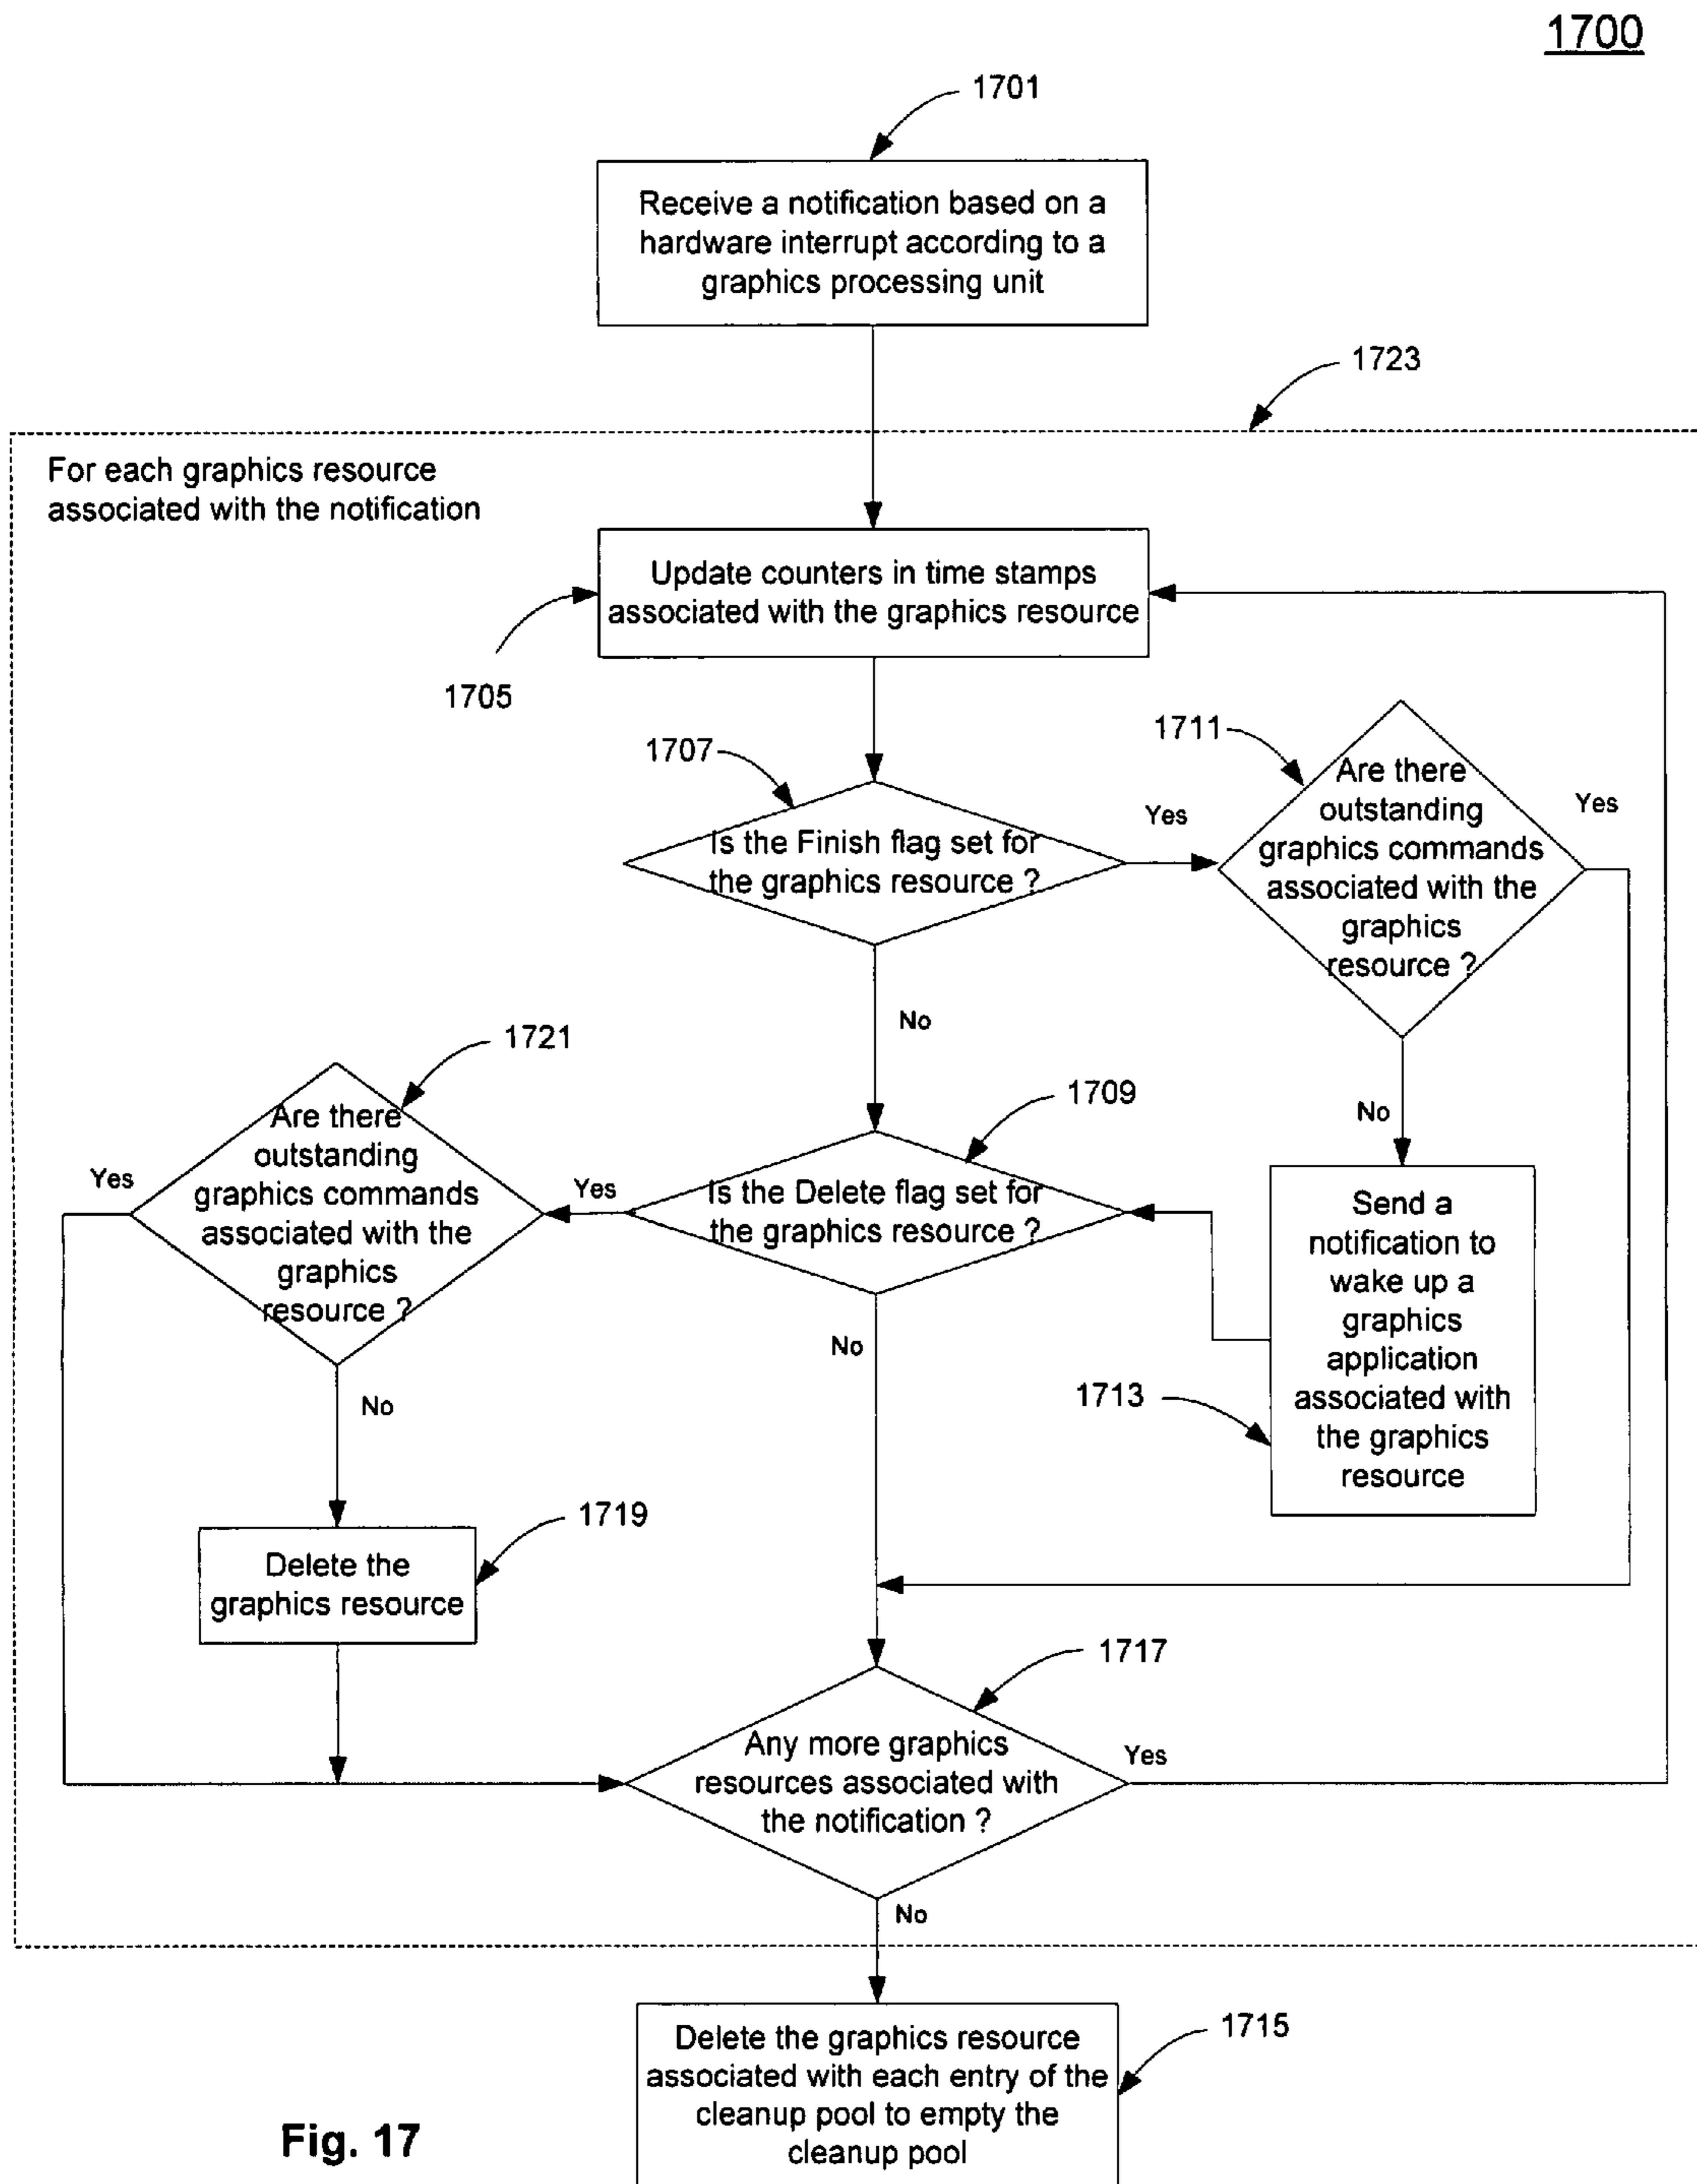 1700
1701
Receive a notification based on a
hardware interrupt according to a
graphics processing unit
1723
For each graphics resource
associated with the notification
Update counters in time stamps
associated with the graphics resource
1705
1707
Is the Finish flag set for
the graphics resource ?
Yes
1711
Are there
outstanding
graphics commands
associated with the
graphics
resource ?
Yes
No
No
1721
Are there
outstanding
graphics commands
associated with the
graphics
resource ?
Yes
Yes
1709
Is the Delete flag set for
the graphics resource ?
Send a
notification to
wake up a
graphics
application
associated with
the graphics
resource
1713
No
No
1719
Delete the
graphics resource
1717
Any more graphics
resources associated with
the notification ?
Yes
No
Delete the graphics resource
associated with each entry of the
cleanup pool to empty the
cleanup pool
1715
Fig. 17